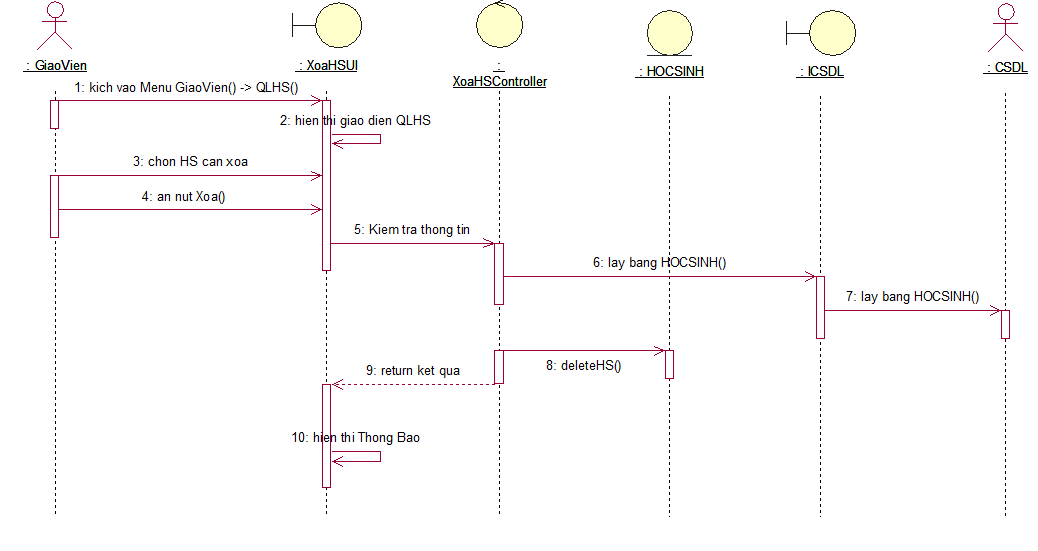 : GiaoVien
: XoaHSUI
:
XoaHSController
: HOCSINH
: ICSDL
: CSDL
1: kich vao Menu GiaoVien() -> QLHS()
2: hien thi giao dien QLHS
3: chon HS can xoa
4: an nut Xoa()
5: Kiem tra thong tin
6: lay bang HOCSINH()
7: lay bang HOCSINH()
8: deleteHS()
9: return ket qua
10: hien thi Thong Bao